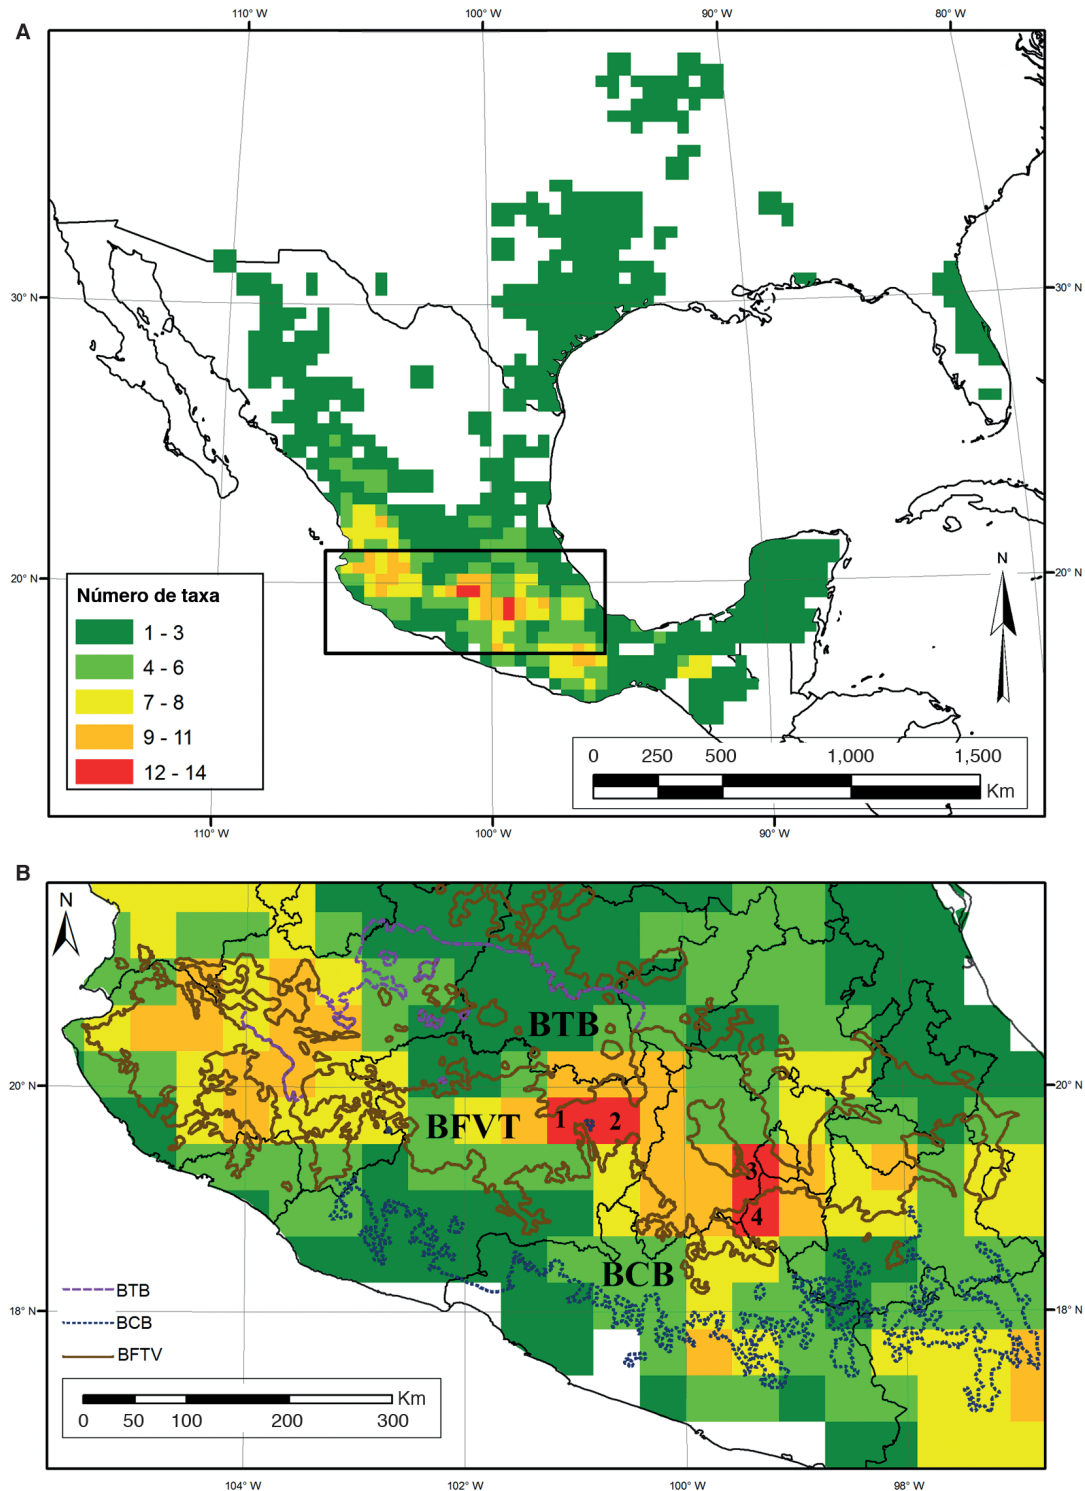 A
110° W 100° W 90° W 80° W
30° N 30° N
20° N 20° N
N
Número de taxa
1 - 3
4 - 6
7 - 8
9 - 11
12 - 14
0 250 500 1,000 1,500
Km
110° W 100° W 90° W
B
N
BTB
20° N 20° N
BFVT 1 2
3
4
BCB
18° N
BTB
BCB
BFTV
Km
0 50 100 200 300
104° W 102° W 100° W 98° W